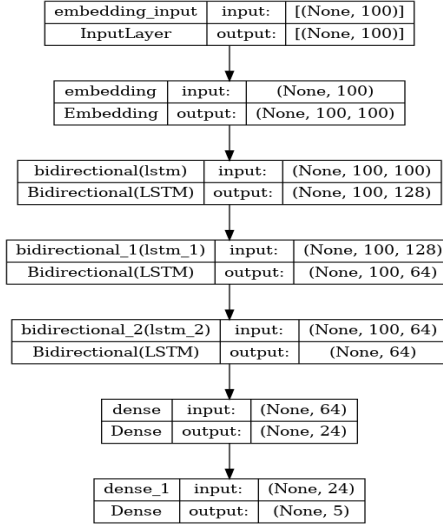 embedding_input input: [(None, 100)]
InputLayer output: [(None, 100)]
embedding input: (None, 100)
Embedding output: (None, 100, 100)
bidirectional(lstm) input: (None, 100, 100)
Bidirectional(LSTM) output: (None, 100, 128)
bidirectional_1(lstm_1) input: (None, 100, 128)
Bidirectional(LSTM) output: (None, 100, 64)
bidirectional_2(lstm_2) input: (None, 100, 64)
Bidirectional(LSTM) output: (None, 64)
dense input: (None, 64)
Dense output: (None, 24)
dense_1 input: (None, 24)
Dense output: (None, 5)